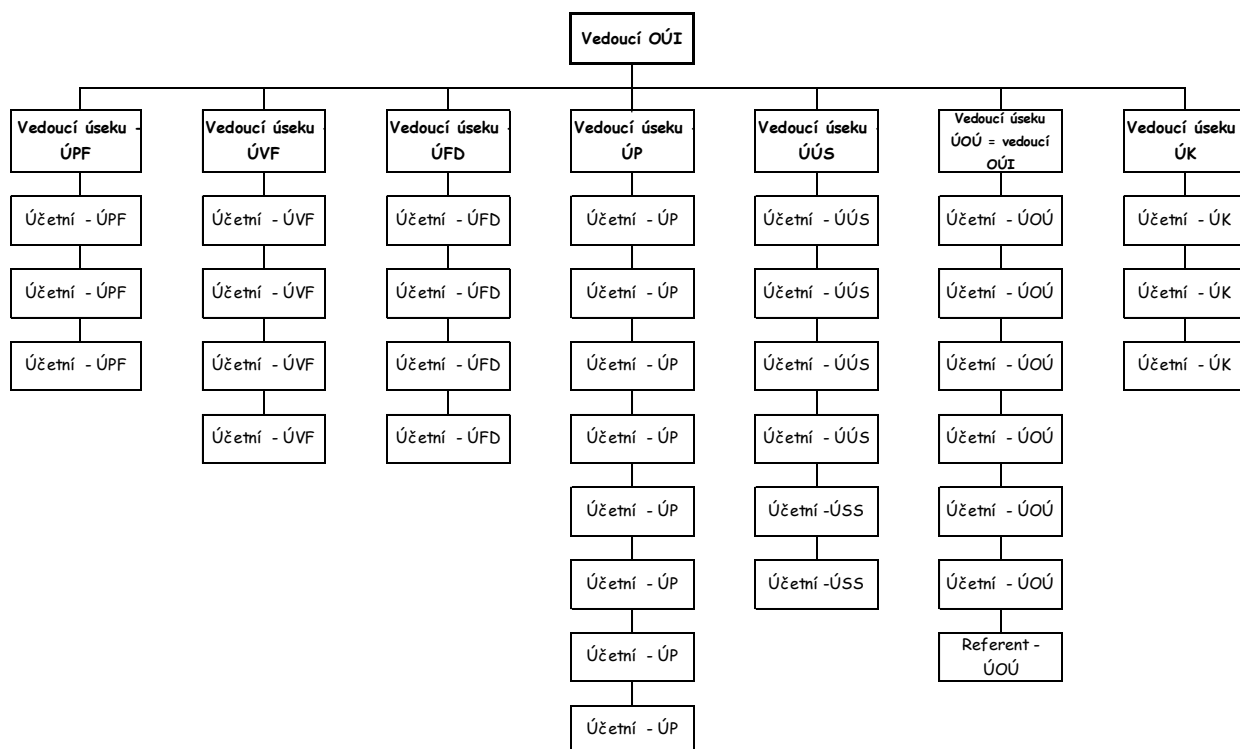 Vedoucí OÚI
Vedoucí úseku -
ÚPF
Vedoucí úseku -
ÚVF
Vedoucí úseku -
ÚFD
Vedoucí úseku -
ÚP
Vedoucí úseku -
ÚÚS
Vedoucí úseku
ÚOÚ = vedoucí
OÚI
Vedoucí úseku -
ÚK
Účetní - ÚPF
Účetní - ÚVF
Účetní - ÚFD
Účetní - ÚP
Účetní - ÚÚS
Účetní - ÚOÚ
Účetní - ÚK
Účetní - ÚPF
Účetní - ÚVF
Účetní - ÚFD
Účetní - ÚP
Účetní - ÚÚS
Účetní - ÚOÚ
Účetní - ÚK
Účetní - ÚPF
Účetní - ÚVF
Účetní - ÚFD
Účetní - ÚP
Účetní - ÚÚS
Účetní - ÚOÚ
Účetní - ÚK
Účetní - ÚVF
Účetní - ÚFD
Účetní - ÚP
Účetní - ÚÚS
Účetní - ÚOÚ
Účetní - ÚP
Účetní -ÚSS
Účetní - ÚOÚ
Účetní - ÚP
Účetní -ÚSS
Účetní - ÚOÚ
Účetní - ÚP
Referent -
ÚOÚ
Účetní - ÚP